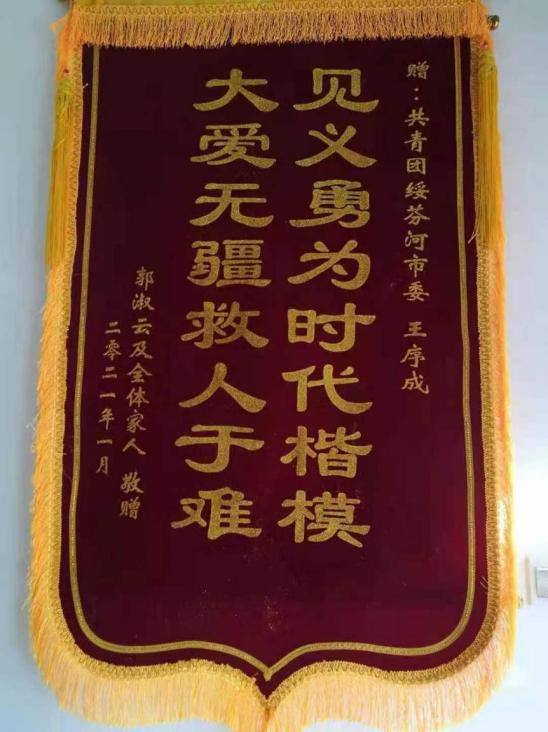 赠：共青团绥芬河市委 王序成
见义勇为时代楷模
大爱无疆救人于难
郭淑云及全体家人 敬赠
二零二一年一月